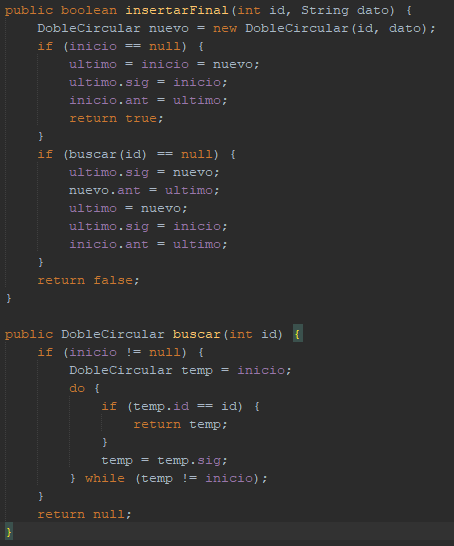 public boolean insertarFinal(int id, String dato) {
    DobleCircular nuevo = new DobleCircular(id, dato);
    if (inicio == null) {
        ultimo = inicio = nuevo;
        ultimo.sig = inicio;
        inicio.ant = ultimo;
        return true;
    }
    if (buscar(id) == null) {
        ultimo.sig = nuevo;
        nuevo.ant = ultimo;
        ultimo = nuevo;
        ultimo.sig = inicio;
        inicio.ant = ultimo;
    }
    return false;
}

public DobleCircular buscar(int id) {
    if (inicio != null) {
        DobleCircular temp = inicio;
        do {
            if (temp.id == id) {
                return temp;
            }
            temp = temp.sig;
        } while (temp != inicio);
    }
    return null;
}